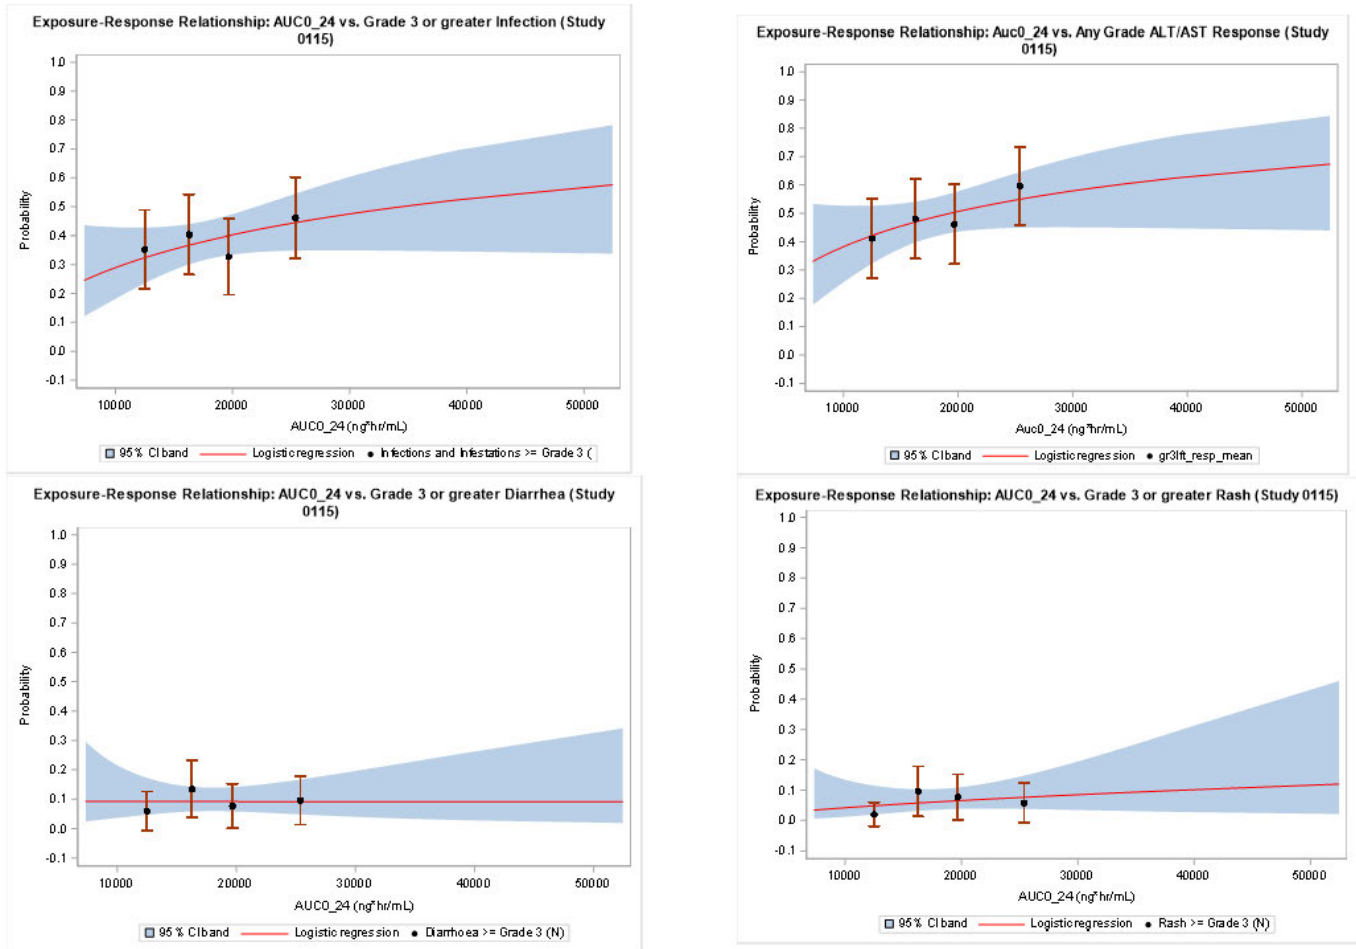 Exposure-Response Relationship: AUC0_24 vs. Grade 3 or greater Infection (Study
0115)
1.0
0.9
0.8
0.7
0.6
0.5
0.4
0.3
0.2
0.1
0.0
-0.1
Probability
10000 20000 30000 40000 50000
AUC0_24 (ng*hr/mL)
95% CI band Logistic regression Infections and Infestations >= Grade 3 (
Exposure-Response Relationship: Auc0_24 vs. Any Grade ALT/AST Response (Study
0115)
1.0
0.9
0.8
0.7
0.6
0.5
0.4
0.3
0.2
0.1
0.0
-0.1
Probability
10000 20000 30000 40000 50000
Auc0_24 (ng*hr/mL)
95% CI band Logistic regression gr3lft_resp_mean
Exposure-Response Relationship: AUC0_24 vs. Grade 3 or greater Diarrhea (Study
0115)
1.0
0.9
0.8
0.7
0.6
0.5
0.4
0.3
0.2
0.1
0.0
-0.1
Probability
10000 20000 30000 40000 50000
AUC0_24 (ng*hr/mL)
95% CI band Logistic regression Diarrhoea >= Grade 3 (N)
Exposure-Response Relationship: AUC0_24 vs. Grade 3 or greater Rash (Study 0115)
1.0
0.9
0.8
0.7
0.6
0.5
0.4
0.3
0.2
0.1
0.0
-0.1
Probability
10000 20000 30000 40000 50000
AUC0_24 (ng*hr/mL)
95% CI band Logistic regression Rash >= Grade 3 (N)